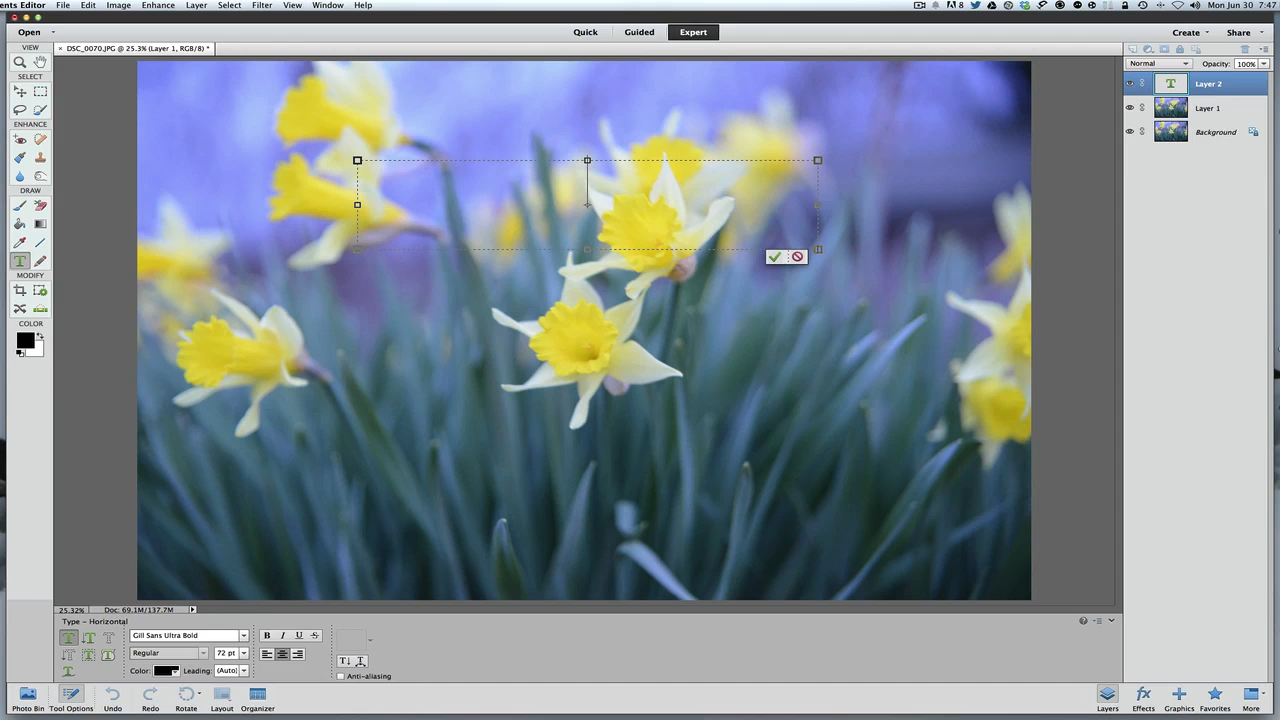 ents Editor File Edit Image Enhance Layer Select Filter View Window Help 8 Mon Jun 30 7:47
Open Quick Guided Expert Create Share
VIEW × DSC_0070.JPG @ 25.3% (Layer 1, RGB/8) *
Normal Opacity: 100%
SELECT
Layer 2
Layer 1
ENHANCE
Background
DRAW
MODIFY
COLOR
25.32% Doc: 69.1M/137.7M
Type - Horizontal
Gill Sans Ultra Bold B I U S
Regular 72 pt
Color: Leading: (Auto) Anti-aliasing
Photo Bin Tool Options Undo Redo Rotate Layout Organizer Layers Effects Graphics Favorites More